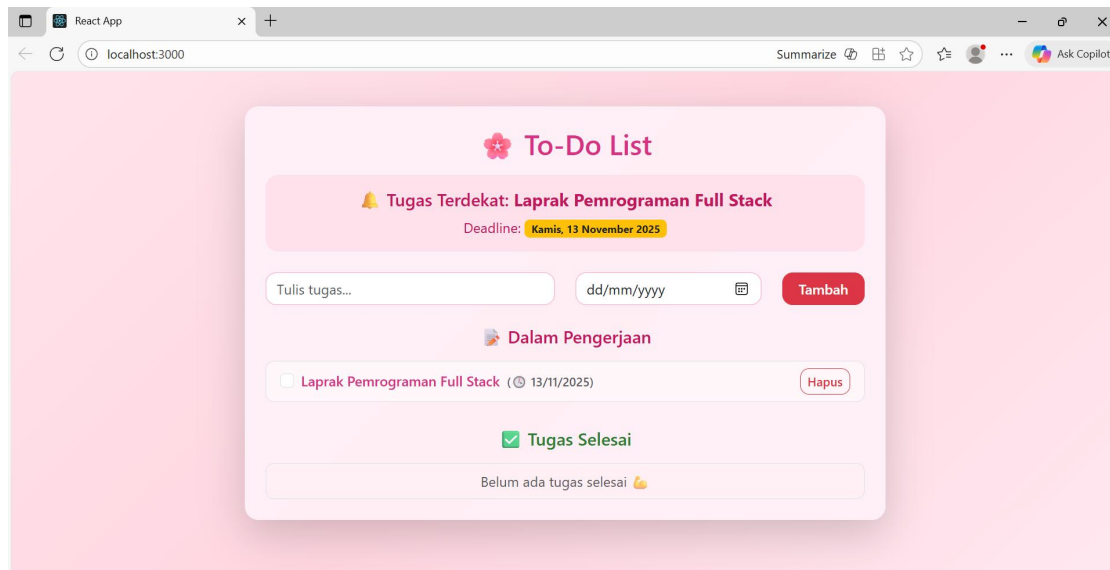 React App
localhost:3000
Summarize
Ask Copilot
🌸 To-Do List
🔔 Tugas Terdekat: Laprak Pemrograman Full Stack
Deadline: Kamis, 13 November 2025
Tulis tugas...
dd/mm/yyyy
Tambah
📝 Dalam Pengerjaan
Laprak Pemrograman Full Stack (🕒 13/11/2025)
Hapus
✅ Tugas Selesai
Belum ada tugas selesai 💪